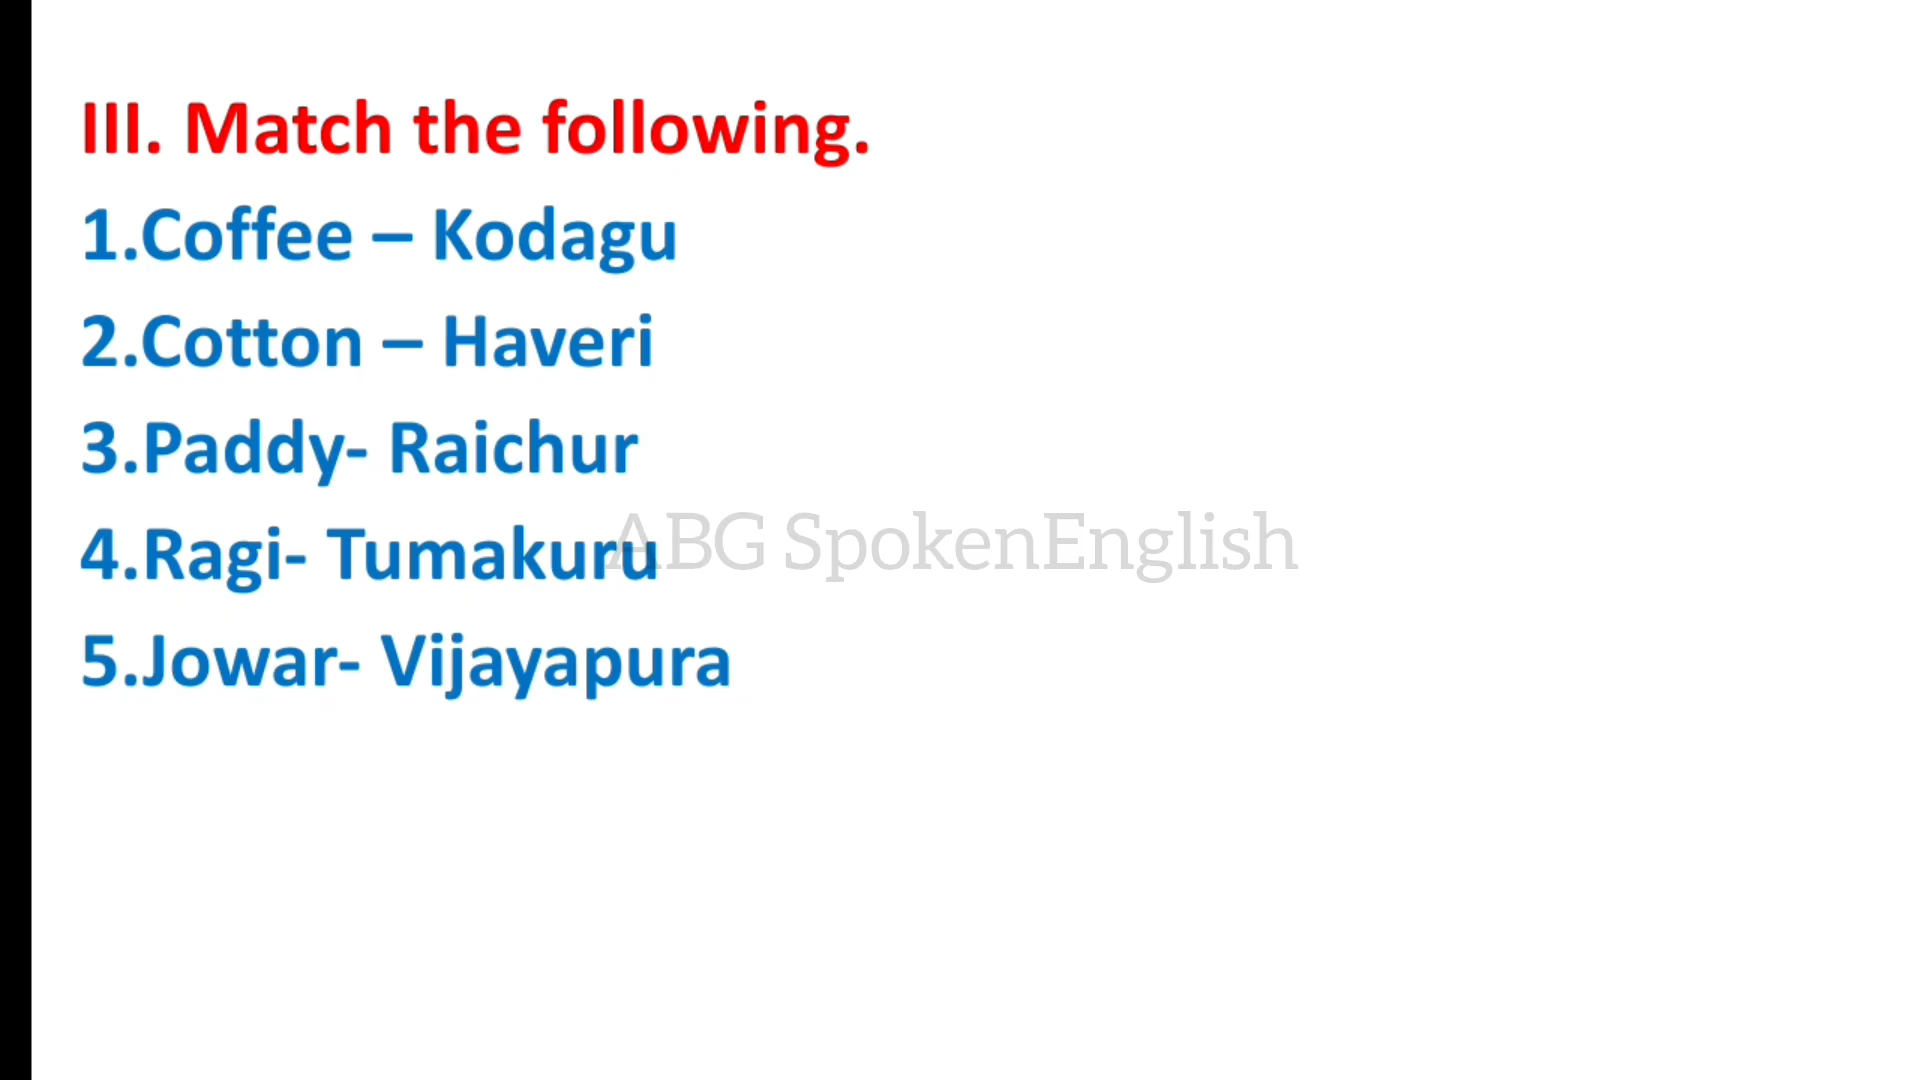 III. Match the following.
1.Coffee – Kodagu
2.Cotton – Haveri
3.Paddy- Raichur
4.Ragi- Tumakuru
ABG SpokenEnglish
5.Jowar- Vijayapura